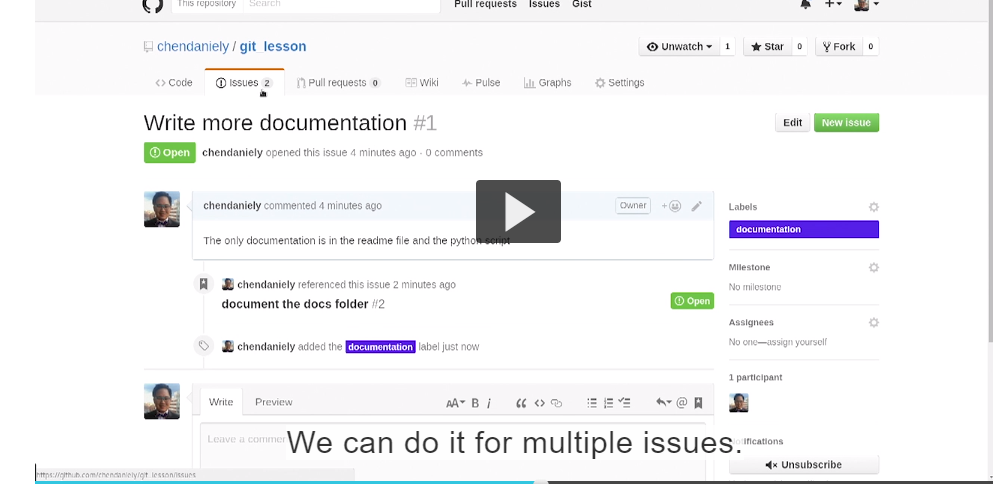 This repository Search Pull requests Issues Gist
chendaniely / git_lesson Unwatch 1 Star 0 Fork 0
Code Issues 2 Pull requests 0 Wiki Pulse Graphs Settings
Write more documentation #1 Edit New issue
Open chendaniely opened this issue 4 minutes ago · 0 comments
chendaniely commented 4 minutes ago Owner
The only documentation is in the readme file and the python script
chendaniely referenced this issue 2 minutes ago
document the docs folder #2 Open
chendaniely added the documentation label just now
Labels
documentation
Milestone
No milestone
Assignees
No one—assign yourself
1 participant
Write Preview AA B i
Leave a comment
We can do it for multiple issues.
Unsubscribe
https://github.com/chendaniely/git_lesson/issues